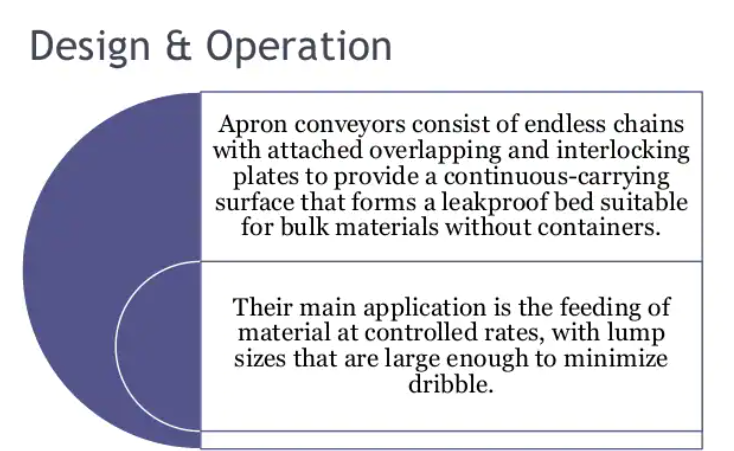 Design & Operation
Apron conveyors consist of endless chains
with attached overlapping and interlocking
plates to provide a continuous-carrying
surface that forms a leakproof bed suitable
for bulk materials without containers.
Their main application is the feeding of
material at controlled rates, with lump
sizes that are large enough to minimize
dribble.